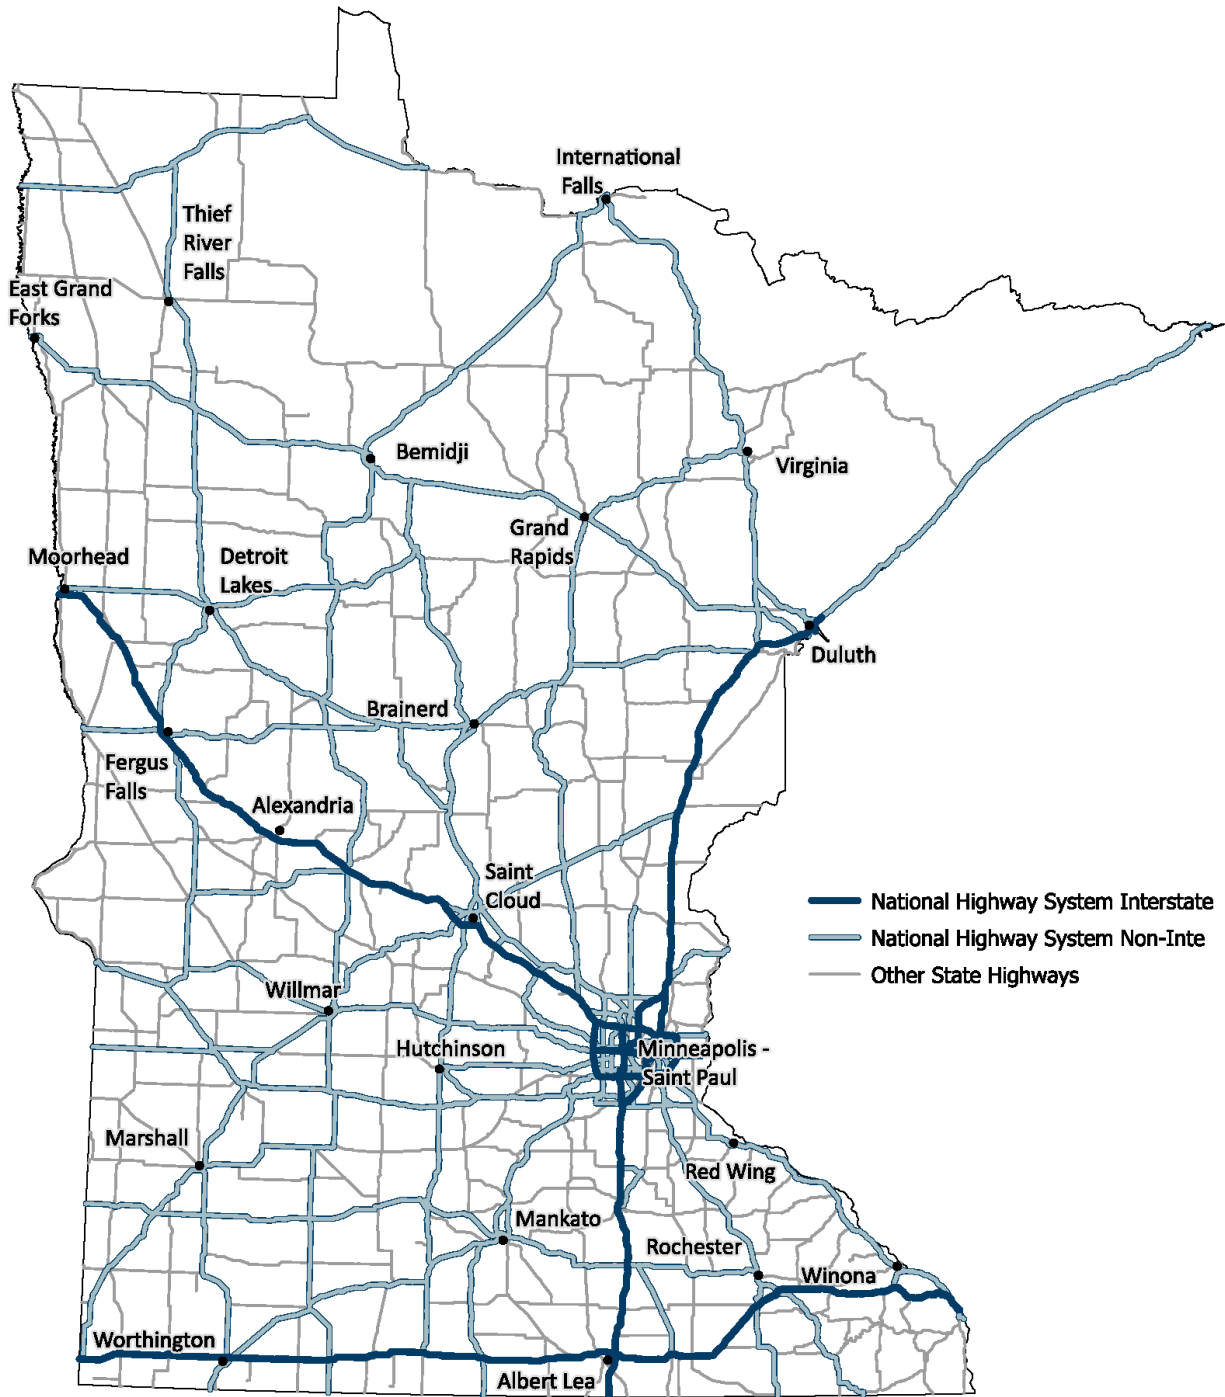 International
Falls
Thief
River
Falls
East Grand
Forks
Bemidji
Virginia
Grand
Rapids
Moorhead
Detroit
Lakes
Duluth
Brainerd
Fergus
Falls
Alexandria
Saint
Cloud
National Highway System Interstate
National Highway System Non-Inte
Other State Highways
Willmar
Hutchinson
Minneapolis -
Saint Paul
Marshall
Red Wing
Mankato
Rochester
Winona
Worthington
Albert Lea